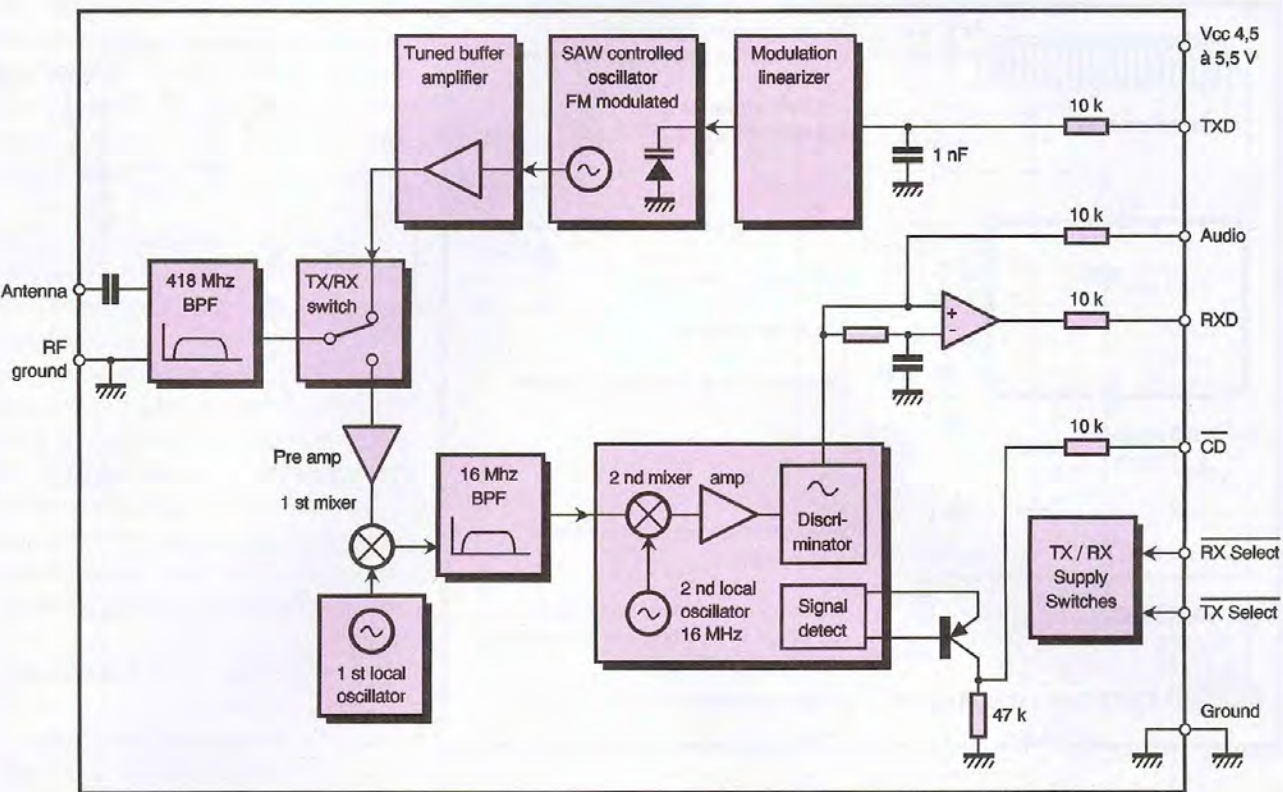 Vcc 4,5
à 5,5 V
Tuned buffer
amplifier
SAW controlled
oscillator
FM modulated
Modulation
linearizer
10 k
TXD
1 nF
10 k
Audio
Antenna
418 Mhz
BPF
TX/RX
switch
+
-
10 k
RXD
RF
ground
10 k
CD
Pre amp
1 st mixer
16 Mhz
BPF
2 nd mixer
amp
Discri-
minator
2 nd local
oscillator
16 MHz
Signal
detect
TX / RX
Supply
Switches
RX Select
TX Select
1 st local
oscillator
47 k
Ground